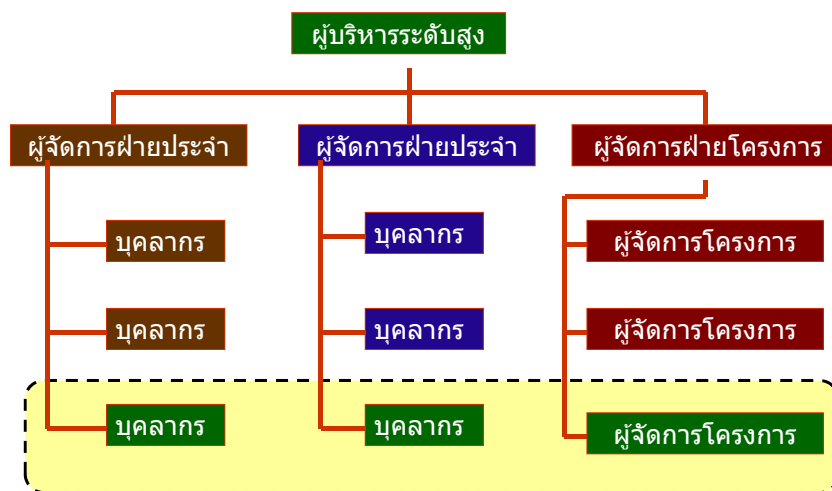 ผู้บริหารระดับสูง
ผู้จัดการฝ่ายประจำ
ผู้จัดการฝ่ายประจำ
ผู้จัดการฝ่ายโครงการ
บุคลากร
บุคลากร
ผู้จัดการโครงการ
บุคลากร
บุคลากร
ผู้จัดการโครงการ
บุคลากร
บุคลากร
ผู้จัดการโครงการ